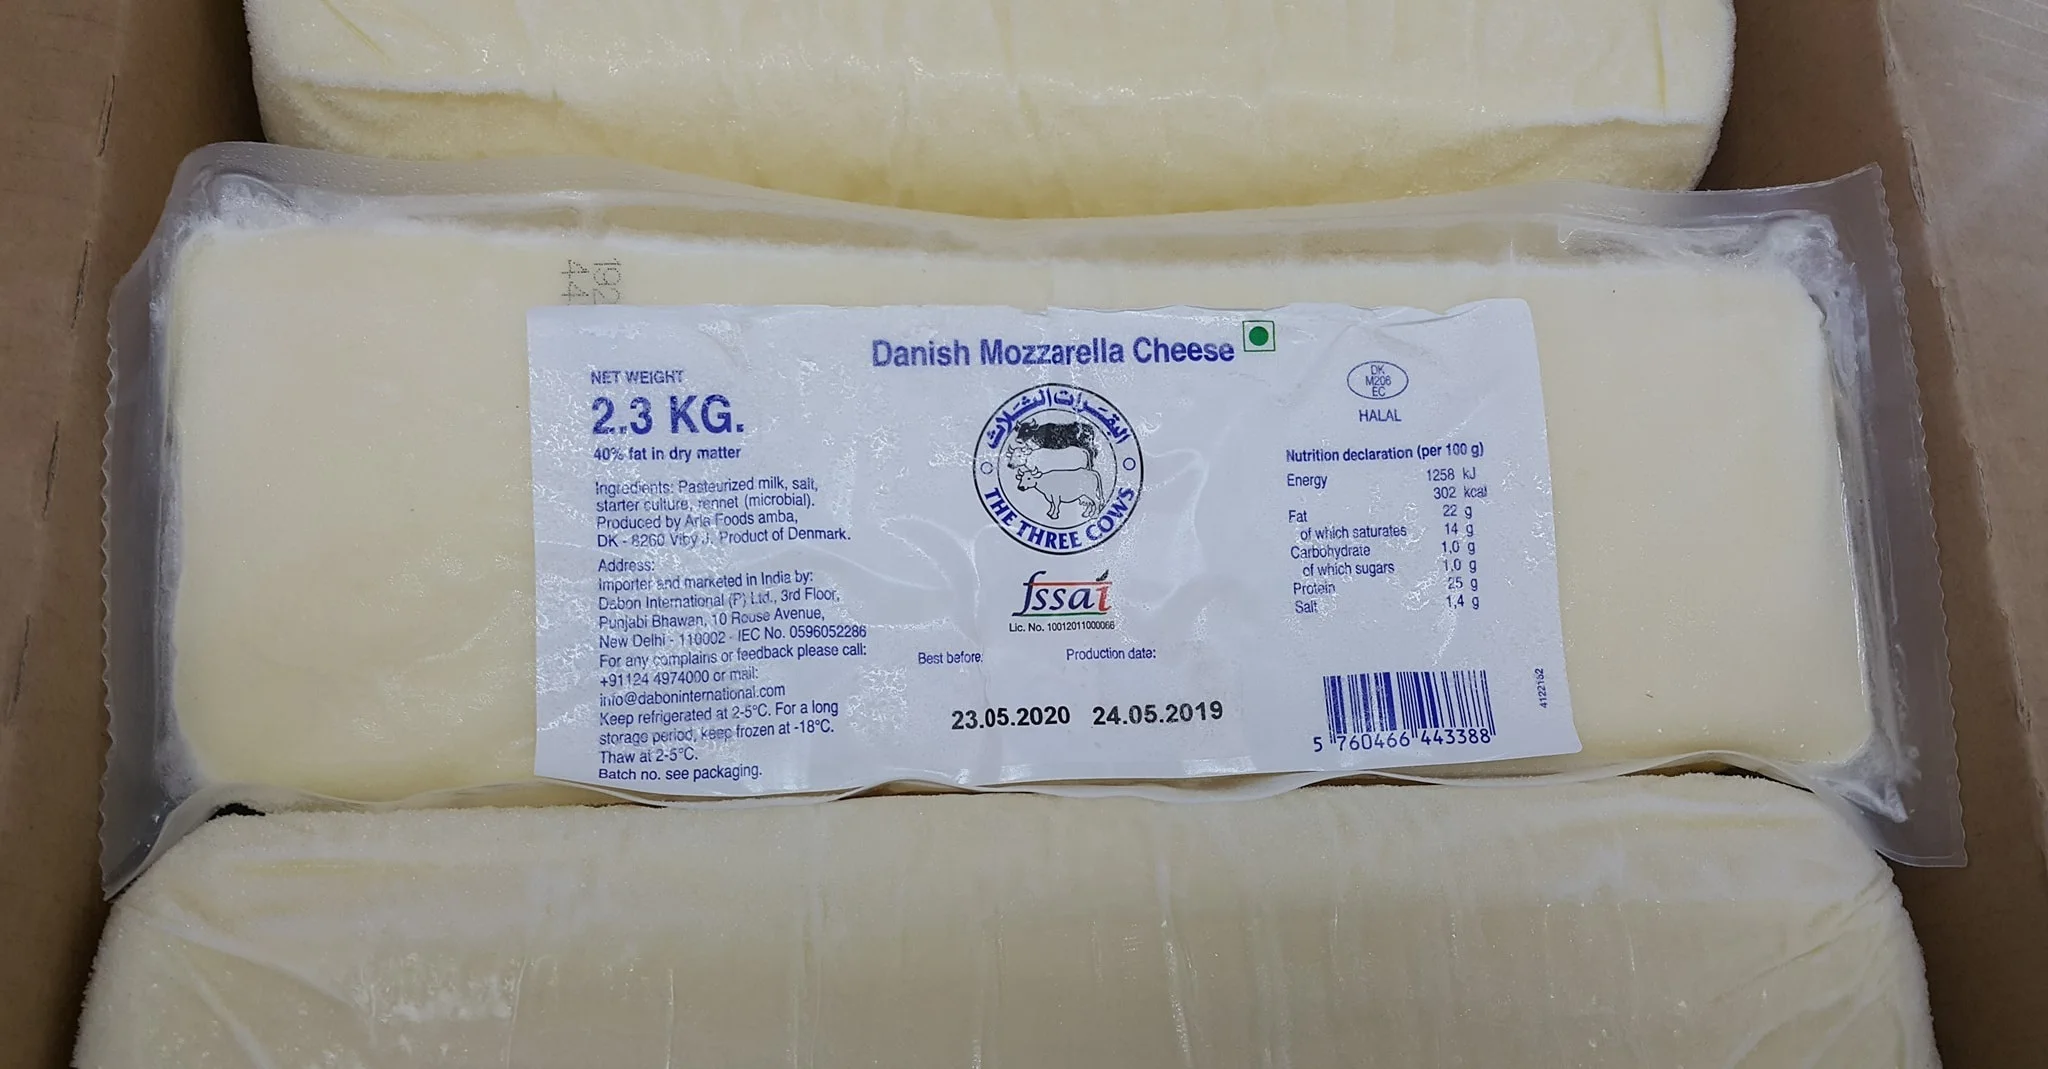 192
44
Danish Mozzarella Cheese
NET WEIGHT
2.3 KG.
40% fat in dry matter
Ingredients: Pasteurized milk, salt,
starter culture, rennet (microbial).
Produced by Arla Foods amba,
DK - 8260 Viby J. Product of Denmark.
Address:
Importer and marketed in India by:
Dabon International (P) Ltd., 3rd Floor,
Punjabi Bhawan, 10 Rouse Avenue,
New Delhi - 110002 - IEC No. 0596052286
For any complains or feedback please call:
+91124 4974000 or mail:
info@daboninternational.com
Keep refrigerated at 2-5°C. For a long
storage period, keep frozen at -18°C.
Thaw at 2-5°C.
Batch no. see packaging.
البقرات الثلاث
THE THREE COWS
fssai
Lic. No. 10012011000066
Best before:
Production date:
23.05.2020 24.05.2019
DK
M206
EC
HALAL
Nutrition declaration (per 100 g)
Energy 1258 kJ
302 kcal
Fat 22 g
of which saturates 14 g
Carbohydrate 1,0 g
of which sugars 1,0 g
Protein 25 g
Salt 1,4 g
5 760466 443388
4122152